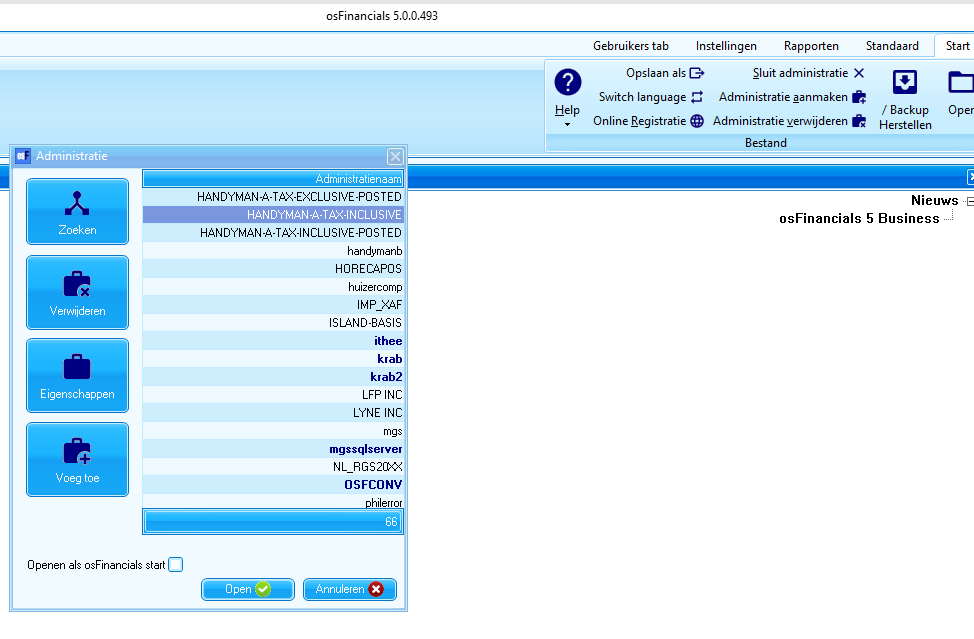 osFinancials 5.0.0.493
Gebruikers tab Instellingen Rapporten Standaard Start
Help
Opslaan als
Switch language
Online Registratie
Sluit administratie
Administratie aanmaken
Administratie verwijderen
/ Backup
Herstellen
Open
Bestand
osF Administratie
Zoeken
Verwijderen
Eigenschappen
Voeg toe
Administratienaam
HANDYMAN-A-TAX-EXCLUSIVE-POSTED
HANDYMAN-A-TAX-INCLUSIVE
HANDYMAN-A-TAX-INCLUSIVE-POSTED
handymanb
HORECAPOS
huizercomp
IMP_XAF
ISLAND-BASIS
ithee
krab
krab2
LFP INC
LYNE INC
mgs
mgssqlserver
NL_RGS20XX
OSFCONV
philerror
66
Openen als osFinancials start
Open
Annuleren
Nieuws
osFinancials 5 Business